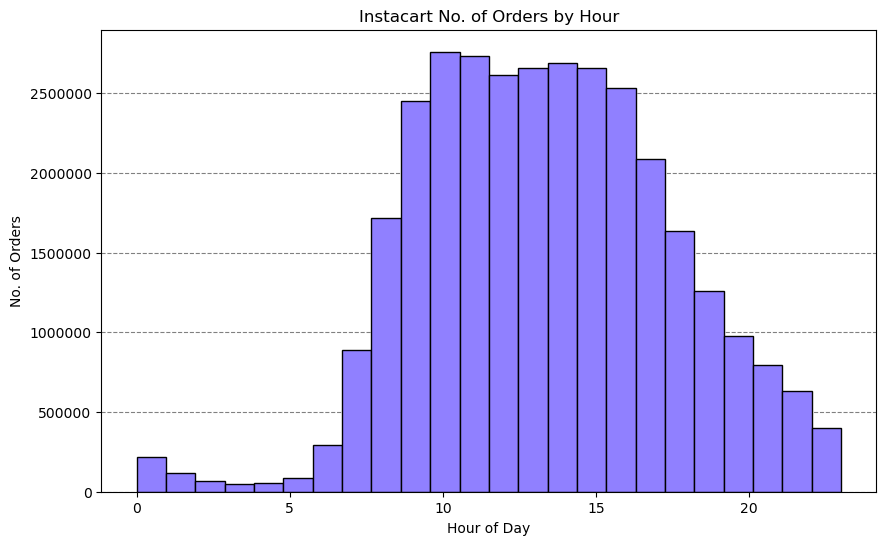 Instacart No. of Orders by Hour
No. of Orders
2500000
2000000
1500000
1000000
500000
0
0 5 10 15 20
Hour of Day